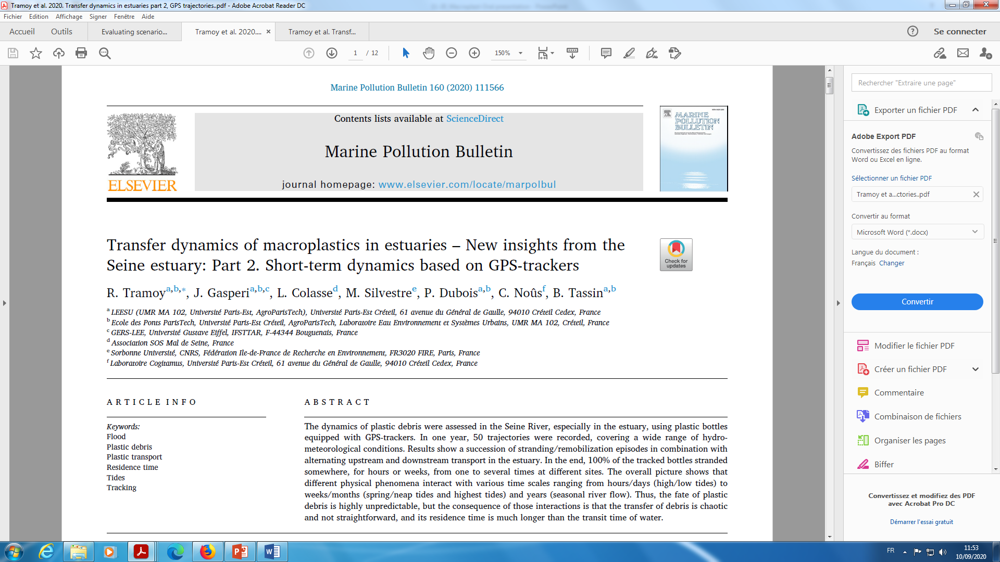 Tramoy et al. 2020. Transfer dynamics in estuaries part 2, GPS trajectories..pdf - Adobe Acrobat Reader DC
Fichier Edition Affichage Signer Fenêtre Aide
Accueil Outils Evaluating scenario... Tramoy et al. 2020.... × Tramoy et al. Transf... Se connecter
1 / 12 150%
Marine Pollution Bulletin 160 (2020) 111566
Contents lists available at ScienceDirect
Marine Pollution Bulletin
journal homepage: www.elsevier.com/locate/marpolbul
ELSEVIER
MARINE
POLLUTION
BULLETIN
Transfer dynamics of macroplastics in estuaries – New insights from the
Seine estuary: Part 2. Short-term dynamics based on GPS-trackers
Check for
updates
R. Tramoy a,b,*, J. Gasperi a,b,c, L. Colasse d, M. Silvestre e, P. Dubois a,b, C. Noûs f, B. Tassin a,b
a LEESU (UMR MA 102, Université Paris-Est, AgroParisTech), Université Paris-Est Créteil, 61 avenue du Général de Gaulle, 94010 Créteil Cedex, France
b Ecole des Ponts ParisTech, Université Paris-Est Créteil, AgroParisTech, Laboratoire Eau Environnement et Systèmes Urbains, UMR MA 102, Créteil, France
c GERS-LEE, Université Gustave Eiffel, IFSTTAR, F-44344 Bouguenais, France
d Association SOS Mal de Seine, France
e Sorbonne Université, CNRS, Fédération Ile-de-France de Recherche en Environnement, FR3020 FIRE, Paris, France
f Laboratoire Cogitamus, Université Paris-Est Créteil, 61 avenue du Général de Gaulle, 94010 Créteil Cedex, France
ARTICLE INFO
Keywords:
Flood
Plastic debris
Plastic transport
Residence time
Tides
Tracking
ABSTRACT
The dynamics of plastic debris were assessed in the Seine River, especially in the estuary, using plastic bottles
equipped with GPS-trackers. In one year, 50 trajectories were recorded, covering a wide range of hydro-
meteorological conditions. Results show a succession of stranding/remobilization episodes in combination with
alternating upstream and downstream transport in the estuary. In the end, 100% of the tracked bottles stranded
somewhere, for hours or weeks, from one to several times at different sites. The overall picture shows that
different physical phenomena interact with various time scales ranging from hours/days (high/low tides) to
weeks/months (spring/neap tides and highest tides) and years (seasonal river flow). Thus, the fate of plastic
debris is highly unpredictable, but the consequence of those interactions is that the transfer of debris is chaotic
and not straightforward, and its residence time is much longer than the transit time of water.
Rechercher "Extraire une page"
Exporter un fichier PDF
Adobe Export PDF
Convertissez des fichiers PDF au format
Word ou Excel en ligne.
Sélectionner un fichier PDF
Tramoy et a...ctories..pdf
Convertir au format
Microsoft Word (*.docx)
Langue du document :
Français Changer
Convertir
Modifier le fichier PDF
Créer un fichier PDF
Commentaire
Combinaison de fichiers
Organiser les pages
Biffer
Convertissez et modifiez des PDF
avec Acrobat Pro DC
Démarrer l'essai gratuit
FR
11:53
10/09/2020